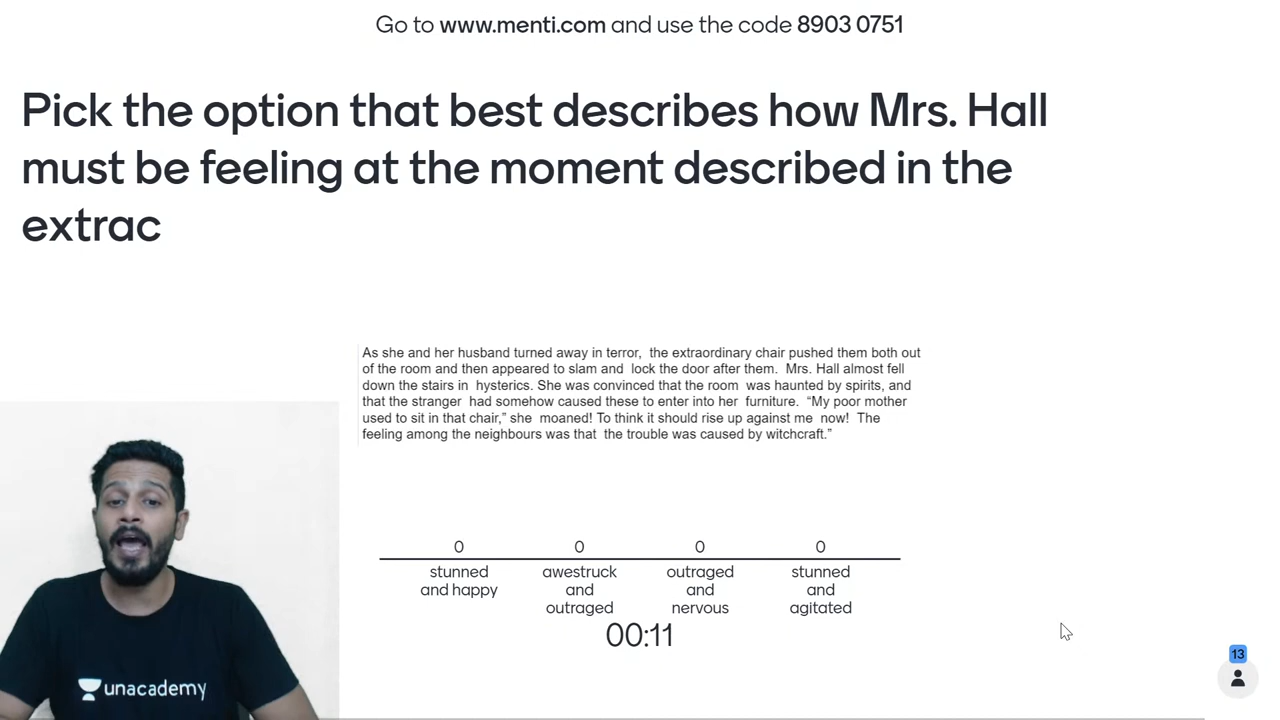 Go to www.menti.com and use the code 8903 0751
Pick the option that best describes how Mrs. Hall
must be feeling at the moment described in the
extrac
As she and her husband turned away in terror, the extraordinary chair pushed them both out
of the room and then appeared to slam and lock the door after them. Mrs. Hall almost fell
down the stairs in hysterics. She was convinced that the room was haunted by spirits, and
that the stranger had somehow caused these to enter into her furniture. “My poor mother
used to sit in that chair,” she moaned! To think it should rise up against me now! The
feeling among the neighbours was that the trouble was caused by witchcraft.”
0 0 0 0
stunned awestruck outraged stunned
and happy and and and
outraged nervous agitated
00:11
13
unacademy